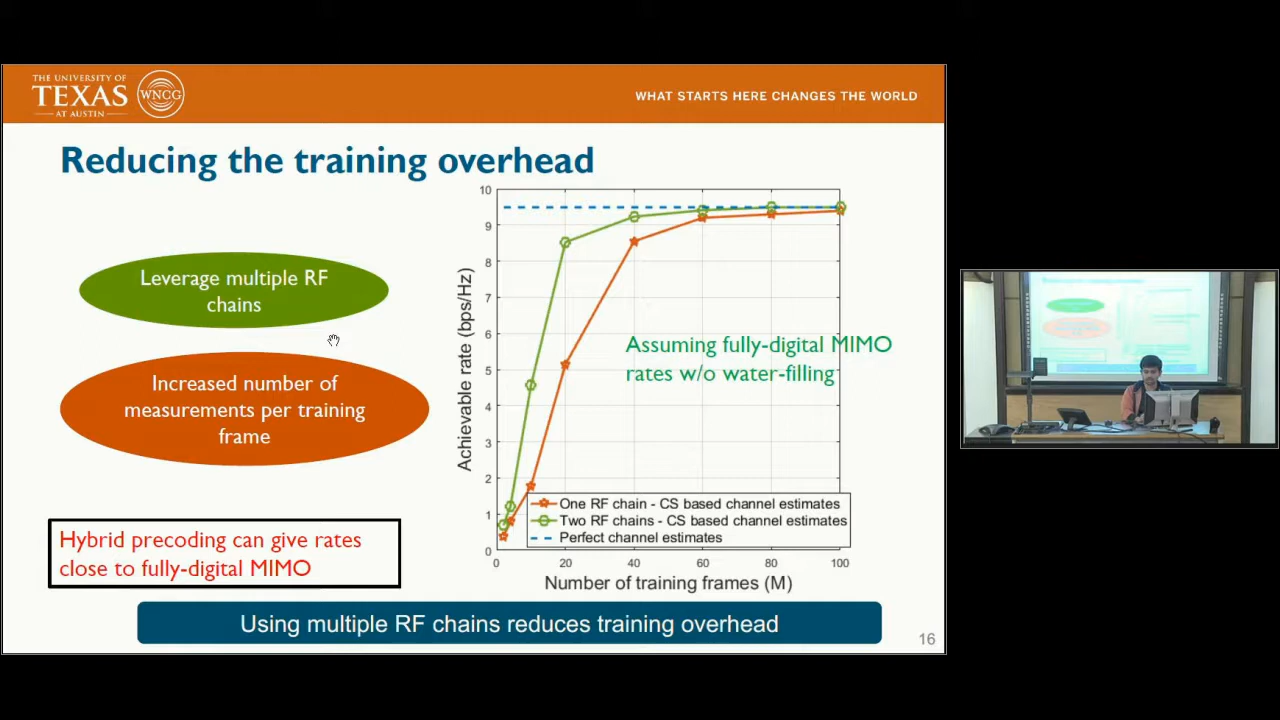 THE UNIVERSITY OF
TEXAS
AT AUSTIN
WNCG
WHAT STARTS HERE CHANGES THE WORLD
Reducing the training overhead
Leverage multiple RF
chains
Increased number of
measurements per training
frame
Hybrid precoding can give rates
close to fully-digital MIMO
Achievable rate (bps/Hz)
10
9
8
7
6
5
4
3
2
1
0
Assuming fully-digital MIMO
rates w/o water-filling
One RF chain - CS based channel estimates
Two RF chains - CS based channel estimates
Perfect channel estimates
0 20 40 60 80 100
Number of training frames (M)
Using multiple RF chains reduces training overhead
16